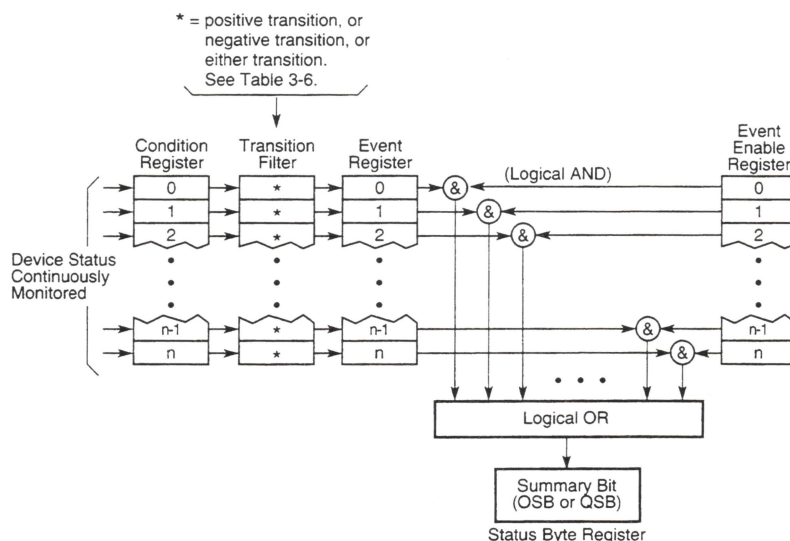 * = positive transition, or
negative transition, or
either transition.
See Table 3-6.
Condition
Register
Transition
Filter
Event
Register
Event
Enable
Register
(Logical AND)
0 * 0 & 0
1 * 1 & 1
2 * 2 & 2
Device Status
Continuously
Monitored
n-1 * n-1 & n-1
n * n & n
Logical OR
Summary Bit
(OSB or QSB)
Status Byte Register